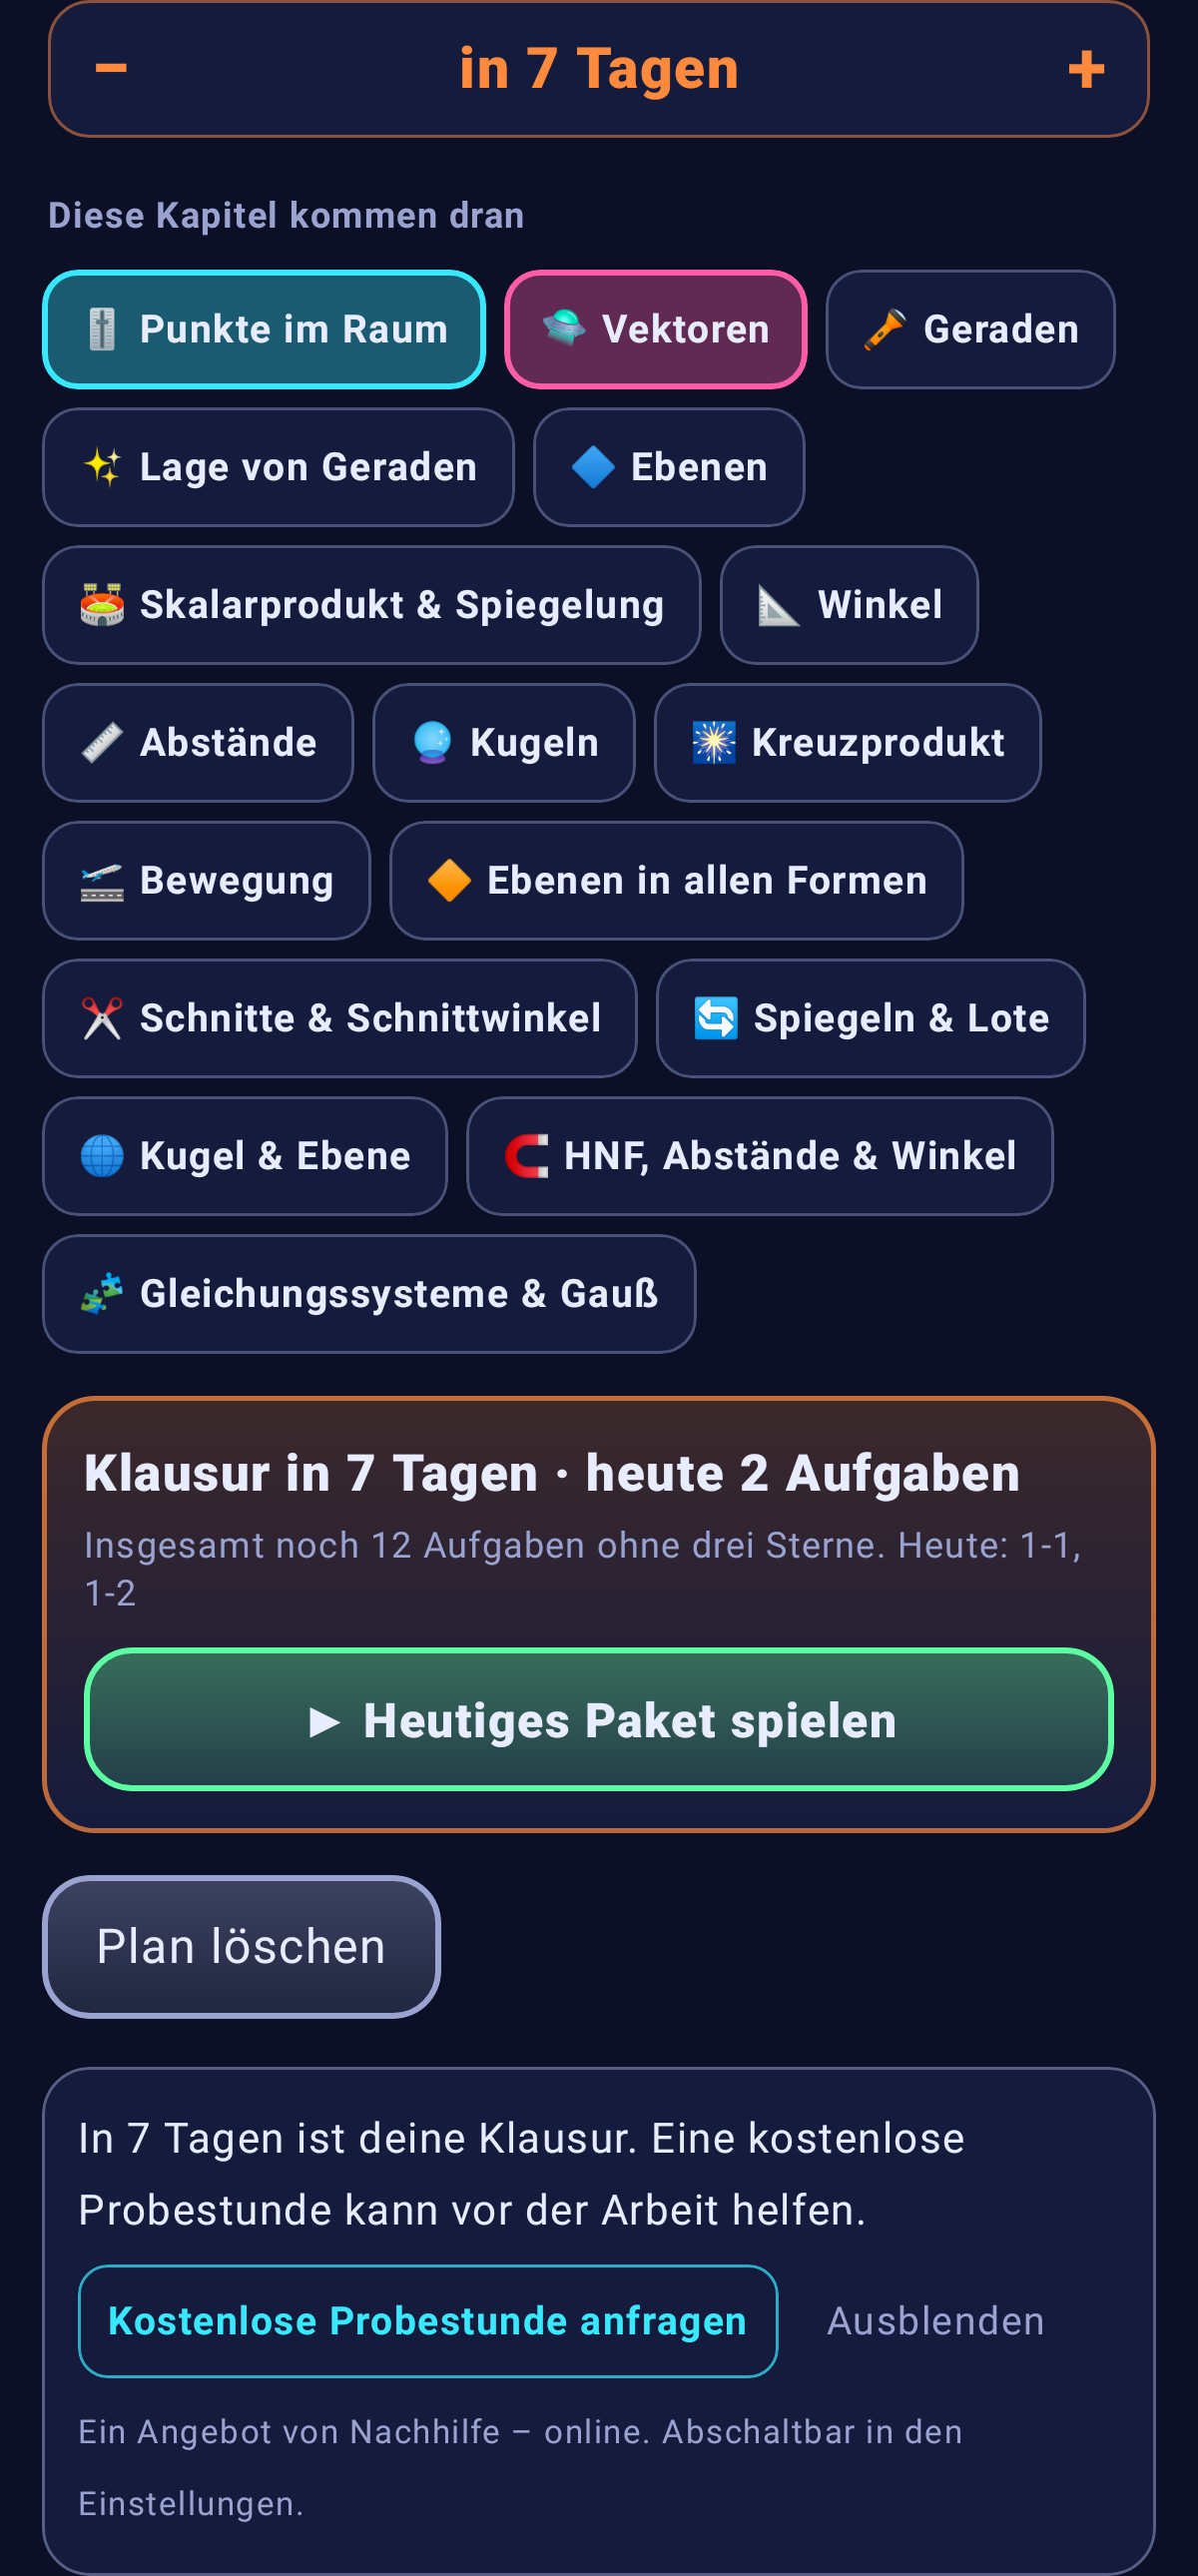 − in 7 Tagen +
Diese Kapitel kommen dran
Punkte im Raum
Vektoren
Geraden
Lage von Geraden
Ebenen
Skalarprodukt & Spiegelung
Winkel
Abstände
Kugeln
Kreuzprodukt
Bewegung
Ebenen in allen Formen
Schnitte & Schnittwinkel
Spiegeln & Lote
Kugel & Ebene
HNF, Abstände & Winkel
Gleichungssysteme & Gauß
Klausur in 7 Tagen · heute 2 Aufgaben
Insgesamt noch 12 Aufgaben ohne drei Sterne. Heute: 1-1,
1-2
► Heutiges Paket spielen
Plan löschen
In 7 Tagen ist deine Klausur. Eine kostenlose
Probestunde kann vor der Arbeit helfen.
Kostenlose Probestunde anfragen
Ausblenden
Ein Angebot von Nachhilfe – online. Abschaltbar in den
Einstellungen.